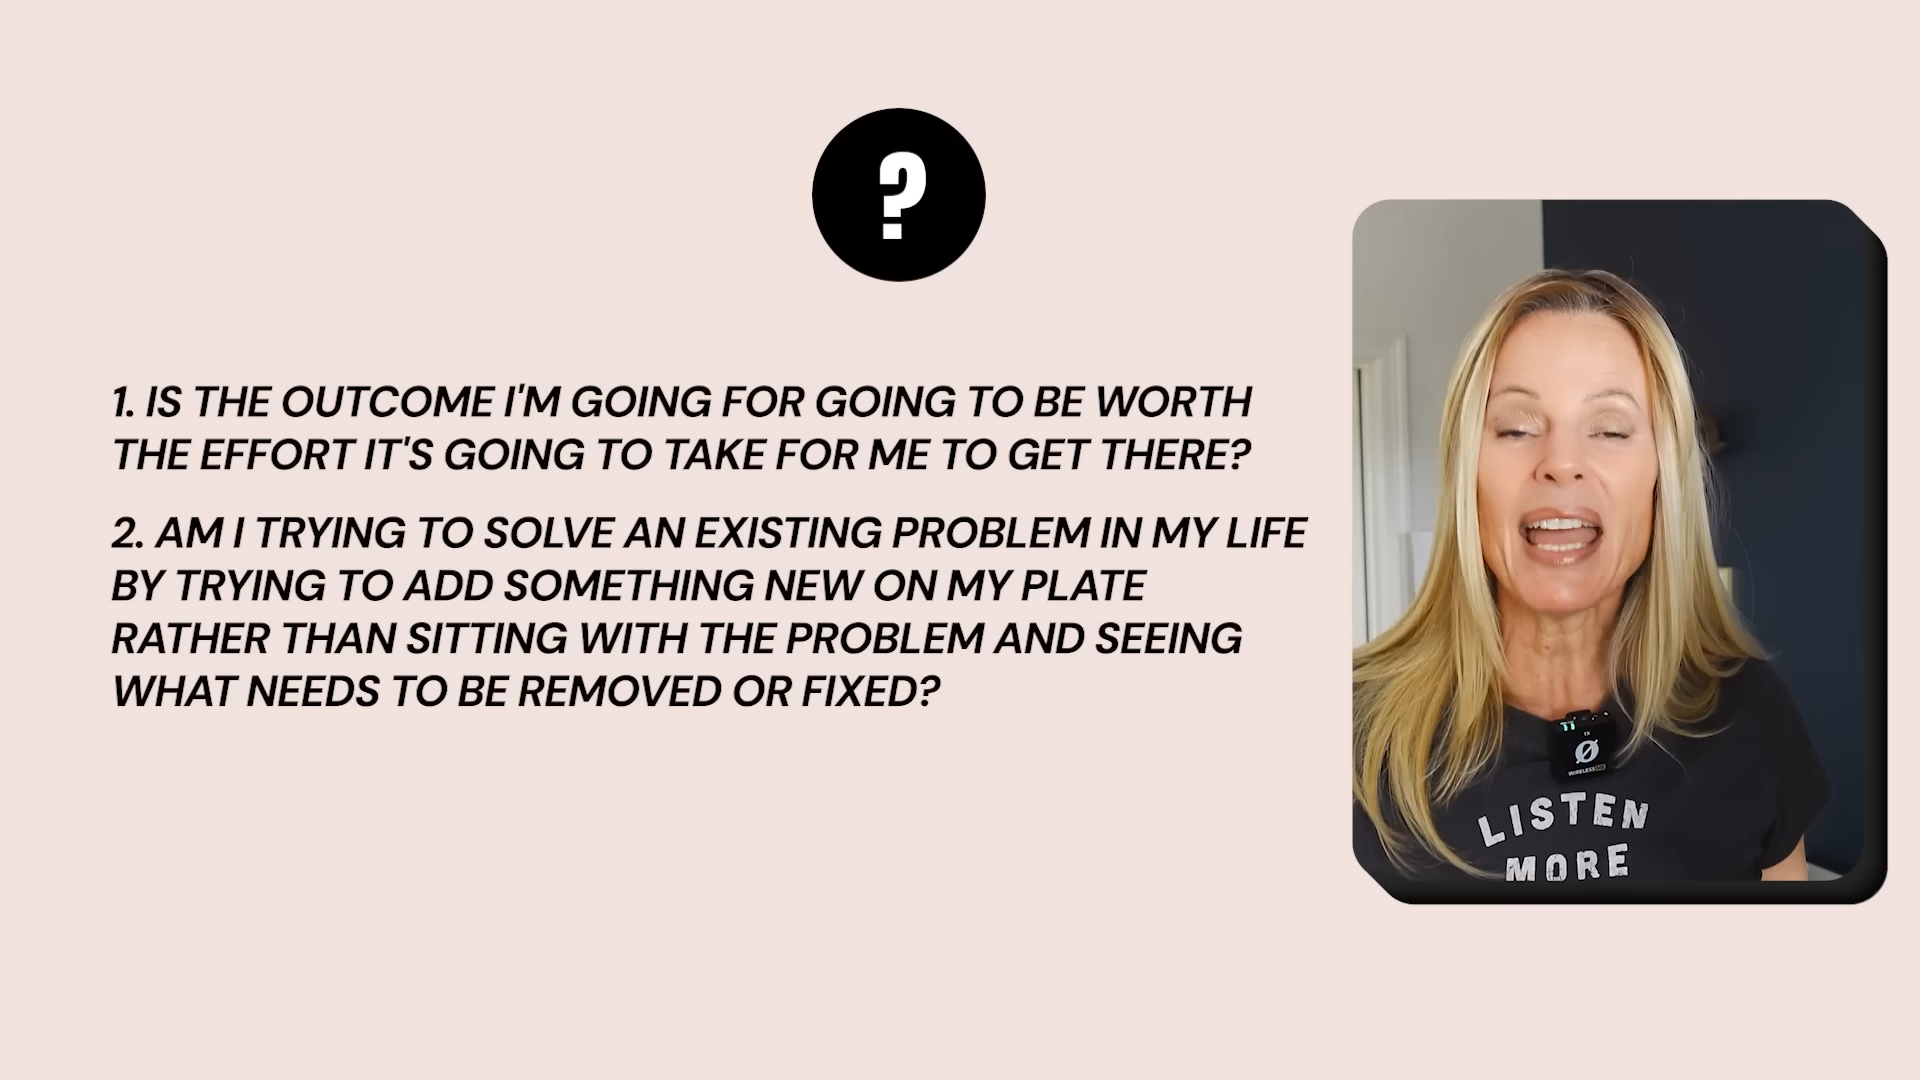 ?
1. IS THE OUTCOME I'M GOING FOR GOING TO BE WORTH
THE EFFORT IT'S GOING TO TAKE FOR ME TO GET THERE?
2. AM I TRYING TO SOLVE AN EXISTING PROBLEM IN MY LIFE
BY TRYING TO ADD SOMETHING NEW ON MY PLATE
RATHER THAN SITTING WITH THE PROBLEM AND SEEING
WHAT NEEDS TO BE REMOVED OR FIXED?
TX
WIRELESS ME
LISTEN
MORE